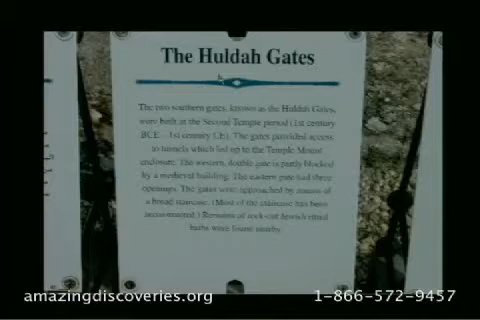 The Huldah Gates
The two southern gates, known as the Huldah Gates,
were built at the Second Temple period (1st century
BCE - 1st century CE). The gates provided access
to tunnels which led up to the Temple Mount
enclosure. The western, double gate is partly blocked
by a medieval building. The eastern gate had three
openings. The gates were approached by means of
a broad staircase. (Most of the staircase has been
reconstructed.) Remains of rock-cut Jewish ritual
baths were found nearby.
amazingdiscoveries.org
1-866-572-9457